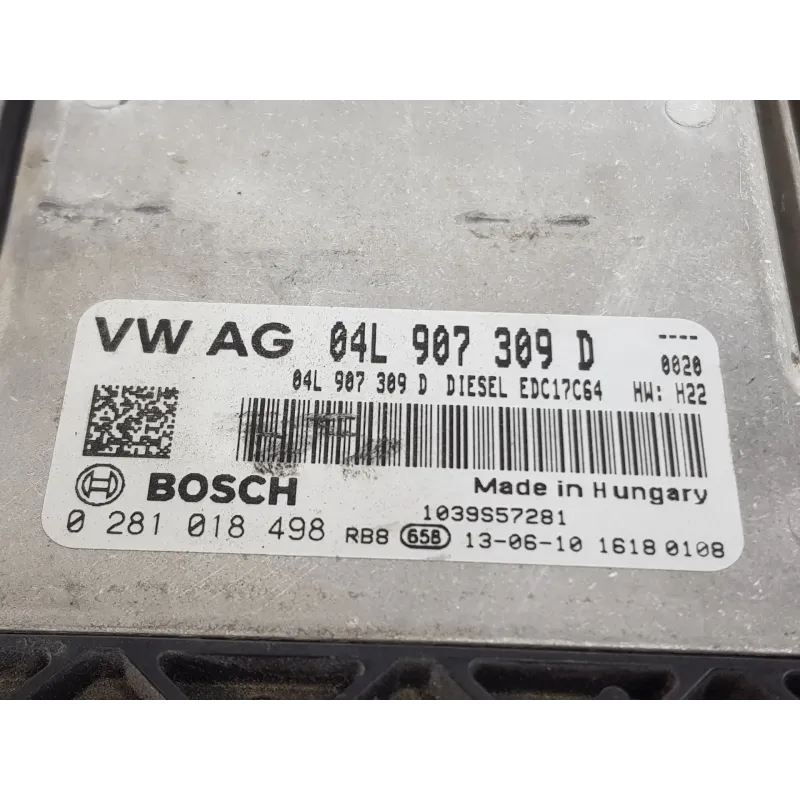 VW AG 04L 907 309 D ----
0020
04L 907 309 D DIESEL EDC17C64 HW: H22
BOSCH Made in Hungary
1039S57281
0 281 018 498 RB8 658 13-06-10 1618 0108